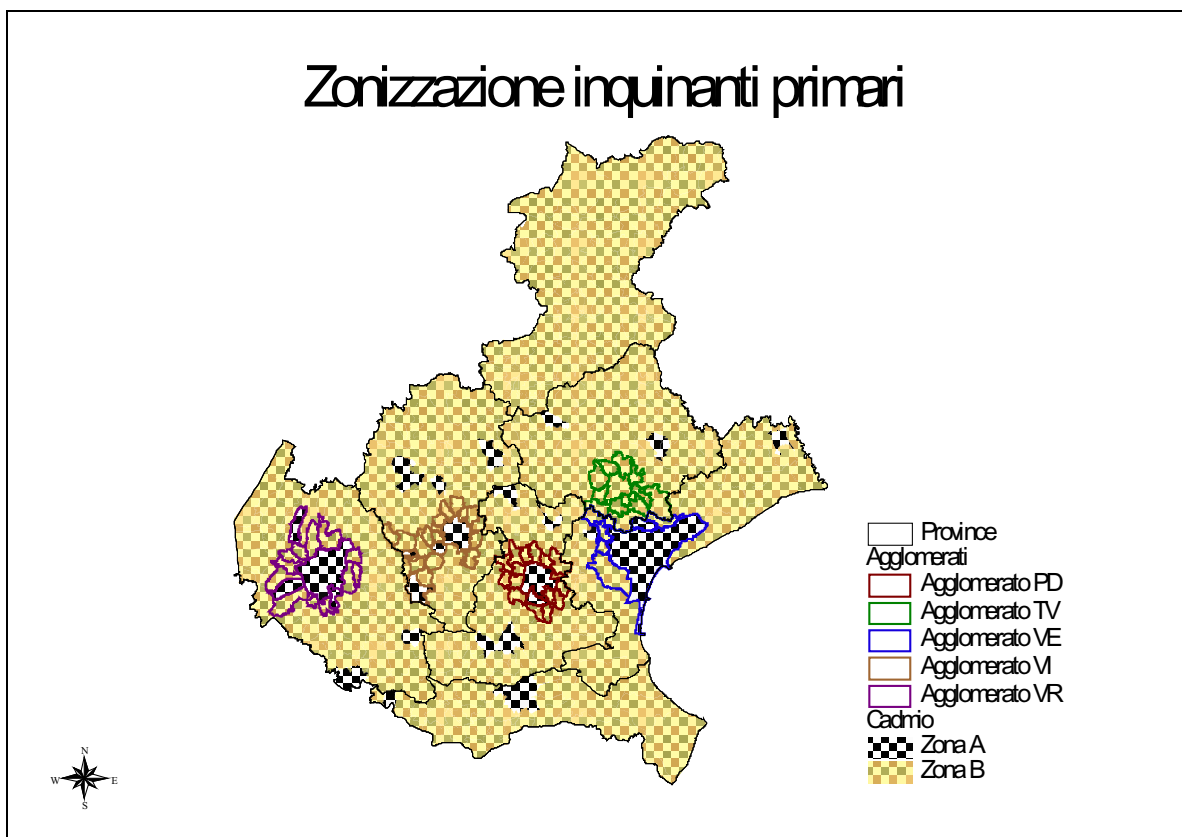 Zonizzazione inquinanti primari
Province
Agglomerati
Agglomerato PD
Agglomerato TV
Agglomerato VE
Agglomerato VI
Agglomerato VR
Cadmio
Zona A
Zona B
N
W E
S